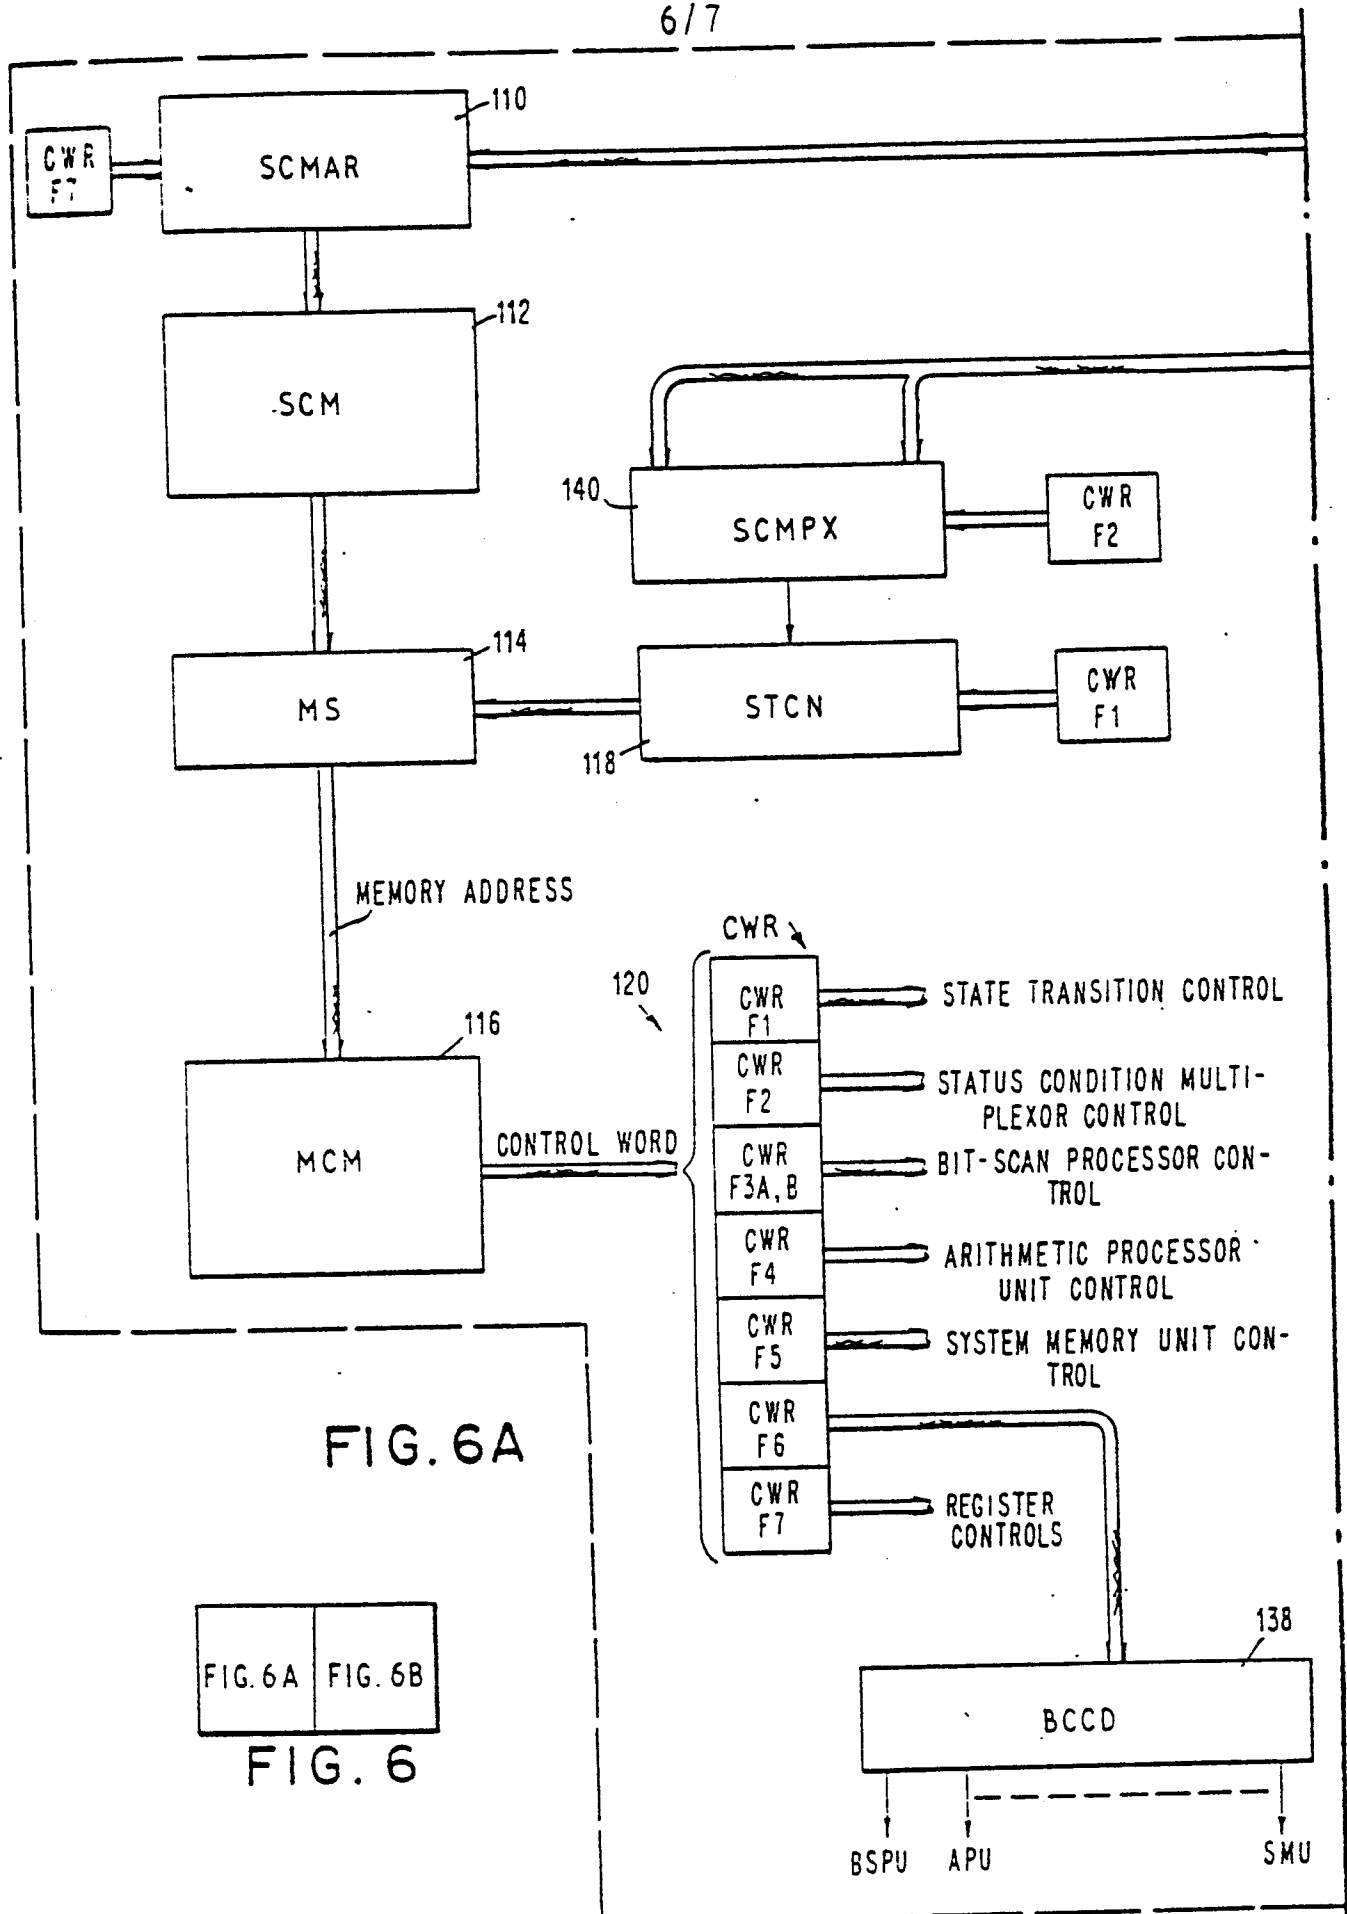 6/7
110
CWR
F7
SCMAR
112
SCM
140
SCMPX
CWR
F2
114
MS
STCN
CWR
F1
118
MEMORY ADDRESS
CWR
120
CWR
F1
STATE TRANSITION CONTROL
116
CWR
F2
STATUS CONDITION MULTI-
PLEXOR CONTROL
MCM
CONTROL WORD
CWR
F3A,B
BIT-SCAN PROCESSOR CON-
TROL
CWR
F4
ARITHMETIC PROCESSOR
UNIT CONTROL
CWR
F5
SYSTEM MEMORY UNIT CON-
TROL
CWR
F6
FIG. 6A
CWR
F7
REGISTER
CONTROLS
138
FIG. 6A
FIG. 6B
BCCD
FIG. 6
BSPU
APU
SMU